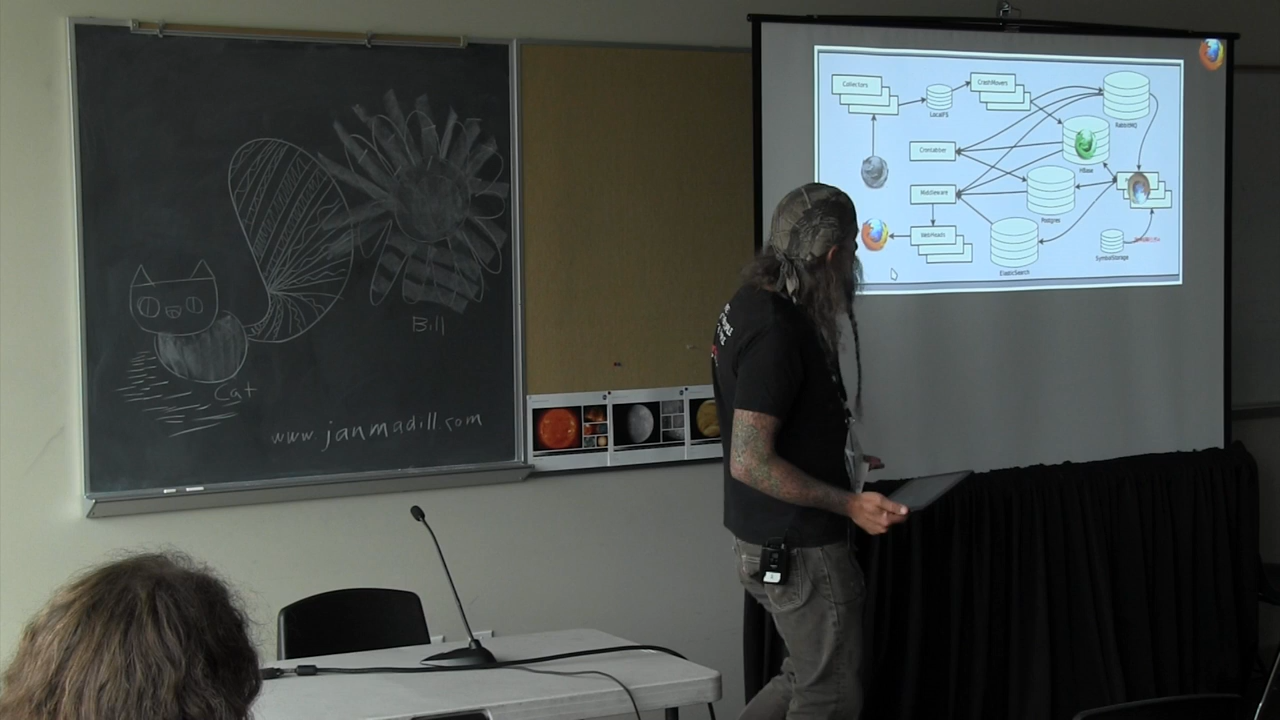 Bill
Cat
www.janmadill.com
Collectors
LocalFS
CrashMovers
RabbitMQ
HBase
Crontabber
Middleware
Postgres
WebHeads
ElasticSearch
SymbolStorage